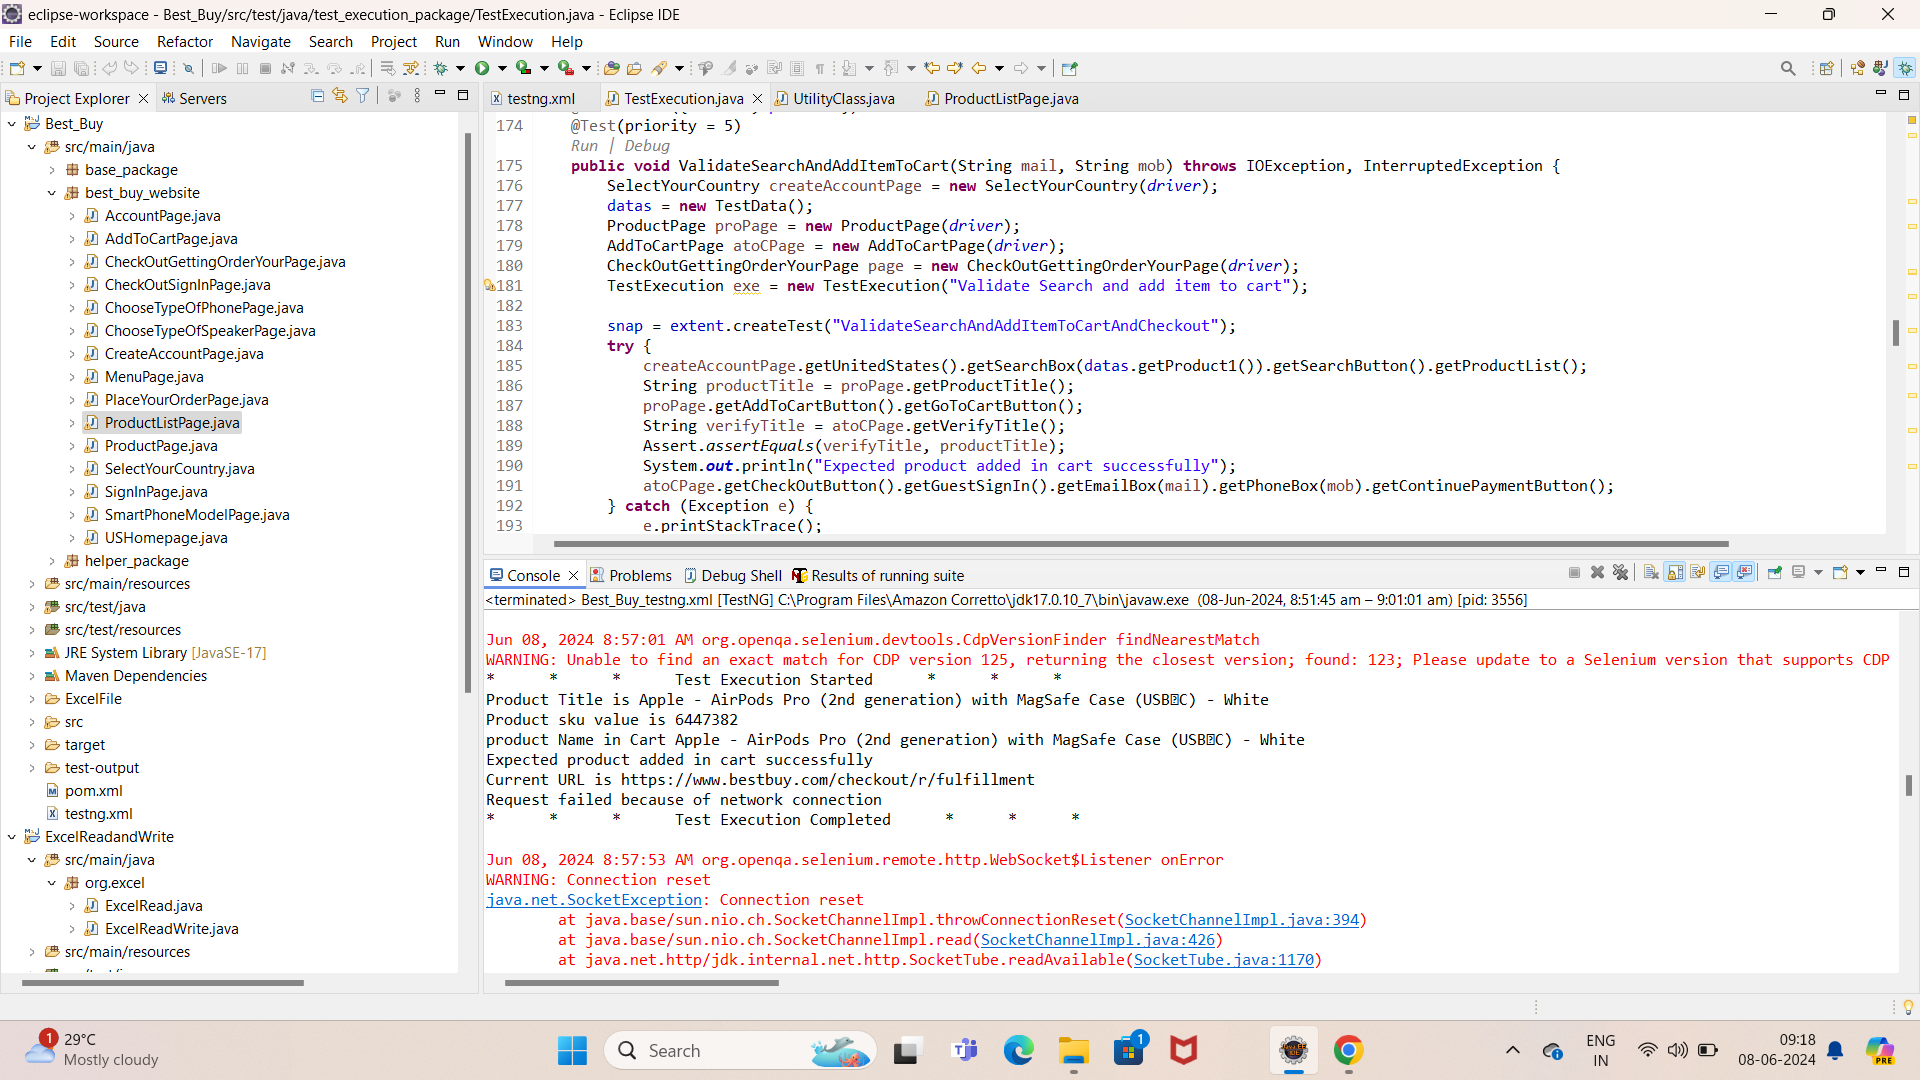 eclipse-workspace - Best_Buy/src/test/java/test_execution_package/TestExecution.java - Eclipse IDE
File Edit Source Refactor Navigate Search Project Run Window Help
Project Explorer
Servers
Best_Buy
src/main/java
base_package
best_buy_website
AccountPage.java
AddToCartPage.java
CheckOutGettingOrderYourPage.java
CheckOutSignInPage.java
ChooseTypeOfPhonePage.java
ChooseTypeOfSpeakerPage.java
CreateAccountPage.java
MenuPage.java
PlaceYourOrderPage.java
ProductListPage.java
ProductPage.java
SelectYourCountry.java
SignInPage.java
SmartPhoneModelPage.java
USHomepage.java
helper_package
src/main/resources
src/test/java
src/test/resources
JRE System Library [JavaSE-17]
Maven Dependencies
ExcelFile
src
target
test-output
pom.xml
testng.xml
ExcelReadandWrite
src/main/java
org.excel
ExcelRead.java
ExcelReadWrite.java
src/main/resources
testng.xml TestExecution.java UtilityClass.java ProductListPage.java
174 @Test(priority = 5)
Run | Debug
175 public void ValidateSearchAndAddItemToCart(String mail, String mob) throws IOException, InterruptedException {
176 SelectYourCountry createAccountPage = new SelectYourCountry(driver);
177 datas = new TestData();
178 ProductPage proPage = new ProductPage(driver);
179 AddToCartPage atoCPage = new AddToCartPage(driver);
180 CheckOutGettingOrderYourPage page = new CheckOutGettingOrderYourPage(driver);
181 TestExecution exe = new TestExecution("Validate Search and add item to cart");
182
183 snap = extent.createTest("ValidateSearchAndAddItemToCartAndCheckout");
184 try {
185 createAccountPage.getUnitedStates().getSearchBox(datas.getProduct1()).getSearchButton().getProductList();
186 String productTitle = proPage.getProductTitle();
187 proPage.getAddToCartButton().getGoToCartButton();
188 String verifyTitle = atoCPage.getVerifyTitle();
189 Assert.assertEquals(verifyTitle, productTitle);
190 System.out.println("Expected product added in cart successfully");
191 atoCPage.getCheckOutButton().getGuestSignIn().getEmailBox(mail).getPhoneBox(mob).getContinuePaymentButton();
192 } catch (Exception e) {
193 e.printStackTrace();
Console Problems Debug Shell Results of running suite
<terminated> Best_Buy_testng.xml [TestNG] C:\Program Files\Amazon Corretto\jdk17.0.10_7\bin\javaw.exe (08-Jun-2024, 8:51:45 am – 9:01:01 am) [pid: 3556]
Jun 08, 2024 8:57:01 AM org.openqa.selenium.devtools.CdpVersionFinder findNearestMatch
WARNING: Unable to find an exact match for CDP version 125, returning the closest version; found: 123; Please update to a Selenium version that supports CDP
* * * Test Execution Started * * *
Product Title is Apple - AirPods Pro (2nd generation) with MagSafe Case (USB�C) - White
Product sku value is 6447382
product Name in Cart Apple - AirPods Pro (2nd generation) with MagSafe Case (USB�C) - White
Expected product added in cart successfully
Current URL is https://www.bestbuy.com/checkout/r/fulfillment
Request failed because of network connection
* * * Test Execution Completed * * *
Jun 08, 2024 8:57:53 AM org.openqa.selenium.remote.http.WebSocket$Listener onError
WARNING: Connection reset
java.net.SocketException: Connection reset
at java.base/sun.nio.ch.SocketChannelImpl.throwConnectionReset(SocketChannelImpl.java:394)
at java.base/sun.nio.ch.SocketChannelImpl.read(SocketChannelImpl.java:426)
at java.net.http/jdk.internal.net.http.SocketTube.readAvailable(SocketTube.java:1170)
1
29°C
Mostly cloudy
Search
1
ENG
IN
09:18
08-06-2024
PRE